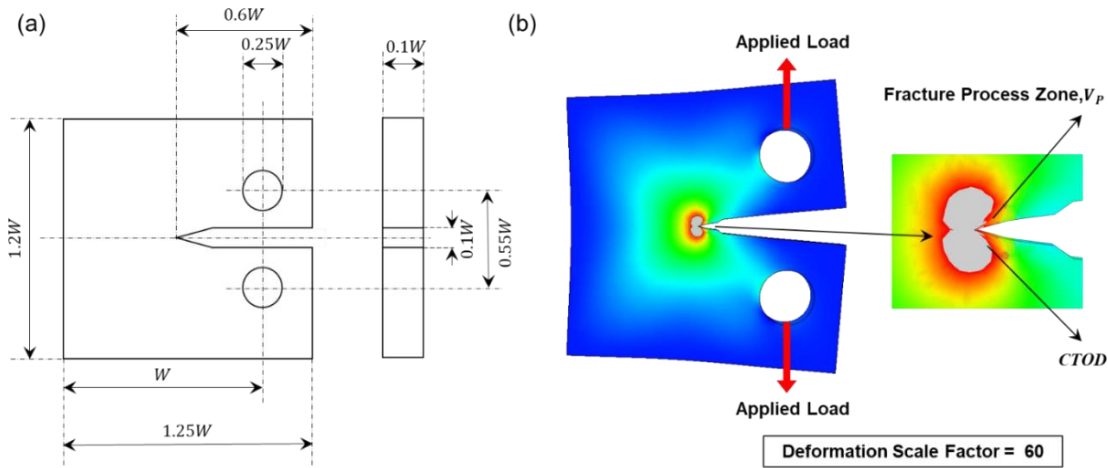 (a)
0.6W
0.25W
0.1W
1.2W
0.1W
0.55W
W
1.25W
(b)
Applied Load
Fracture Process Zone,V_P
CTOD
Applied Load
Deformation Scale Factor = 60